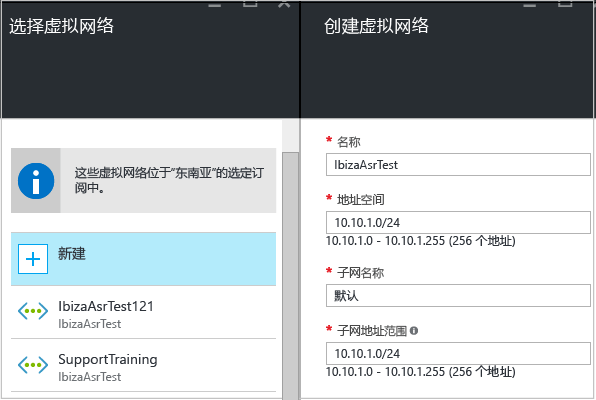 选择虚拟网络
这些虚拟网络位于“东南亚”的选定订
阅中。
新建
IbizaAsrTest121
IbizaAsrTest
SupportTraining
IbizaAsrTest
创建虚拟网络
* 名称
IbizaAsrTest
* 地址空间
10.10.1.0/24
10.10.1.0 - 10.10.1.255 (256 个地址)
* 子网名称
默认
* 子网地址范围
10.10.1.0/24
10.10.1.0 - 10.10.1.255 (256 个地址)